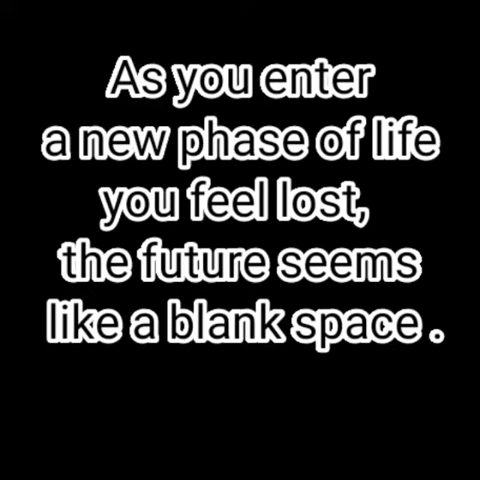 As you enter
a new phase of life
you feel lost,
the future seems
like a blank space .